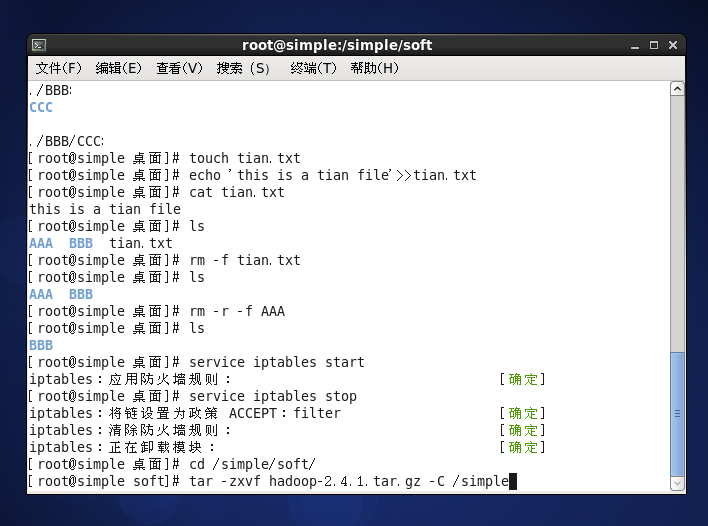 root@simple:/simple/soft
文件(F) 编辑(E) 查看(V) 搜索 (S) 终端(T) 帮助(H)
./BBB:
CCC
./BBB/CCC:
[root@simple 桌面]# touch tian.txt
[root@simple 桌面]# echo 'this is a tian file'>>tian.txt
[root@simple 桌面]# cat tian.txt
this is a tian file
[root@simple 桌面]# ls
AAA  BBB  tian.txt
[root@simple 桌面]# rm -f tian.txt
[root@simple 桌面]# ls
AAA  BBB
[root@simple 桌面]# rm -r -f AAA
[root@simple 桌面]# ls
BBB
[root@simple 桌面]# service iptables start
iptables：应用防火墙规则：                                 [确定]
[root@simple 桌面]# service iptables stop
iptables：将链设置为政策 ACCEPT：filter                    [确定]
iptables：清除防火墙规则：                                 [确定]
iptables：正在卸载模块：                                   [确定]
[root@simple 桌面]# cd /simple/soft/
[root@simple soft]# tar -zxvf hadoop-2.4.1.tar.gz -C /simple